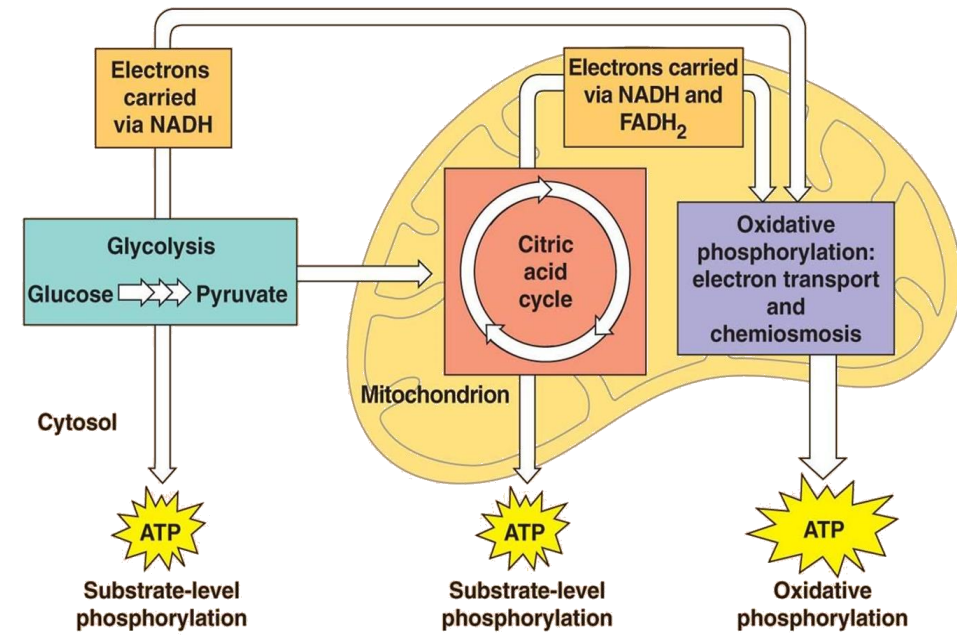 Electrons
carried
via NADH
Electrons carried
via NADH and
FADH₂
Glycolysis
Glucose Pyruvate
Citric
acid
cycle
Oxidative
phosphorylation:
electron transport
and
chemiosmosis
Mitochondrion
Cytosol
ATP
ATP
ATP
Substrate-level
phosphorylation
Substrate-level
phosphorylation
Oxidative
phosphorylation